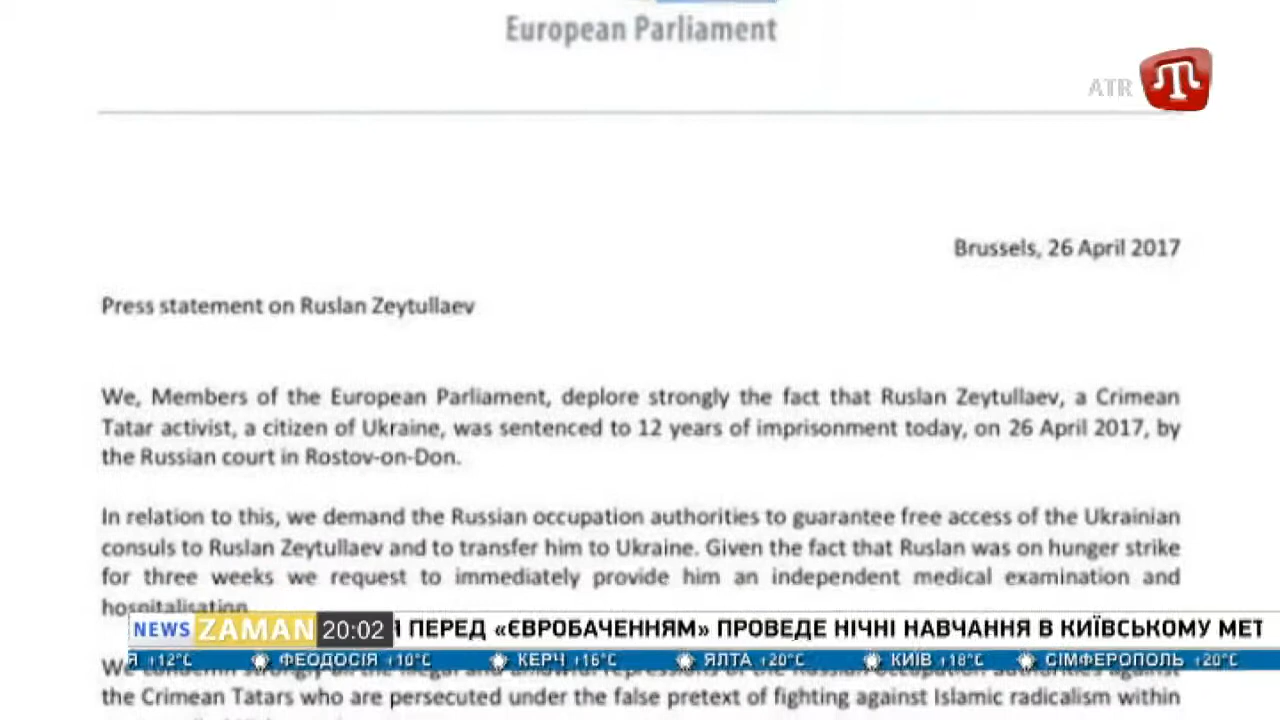 European Parliament
ATR
Brussels, 26 April 2017
Press statement on Ruslan Zeytullaev
We, Members of the European Parliament, deplore strongly the fact that Ruslan Zeytullaev, a Crimean
Tatar activist, a citizen of Ukraine, was sentenced to 12 years of imprisonment today, on 26 April 2017, by
the Russian court in Rostov-on-Don.
In relation to this, we demand the Russian occupation authorities to guarantee free access of the Ukrainian
consuls to Ruslan Zeytullaev and to transfer him to Ukraine. Given the fact that Ruslan was on hunger strike
for three weeks we request to immediately provide him an independent medical examination and
hospitalisation.
NEWS ZAMAN 20:02 ПЕРЕД «ЄВРОБАЧЕННЯМ» ПРОВЕДЕ НІЧНІ НАВЧАННЯ В КИЇВСЬКОМУ МЕТ
Я +12°C ФЕОДОСІЯ +10°C КЕРЧ +16°C ЯЛТА +20°C КИЇВ +18°C СІМФЕРОПОЛЬ +20°C
the Crimean Tatars who are persecuted under the false pretext of fighting against Islamic radicalism within